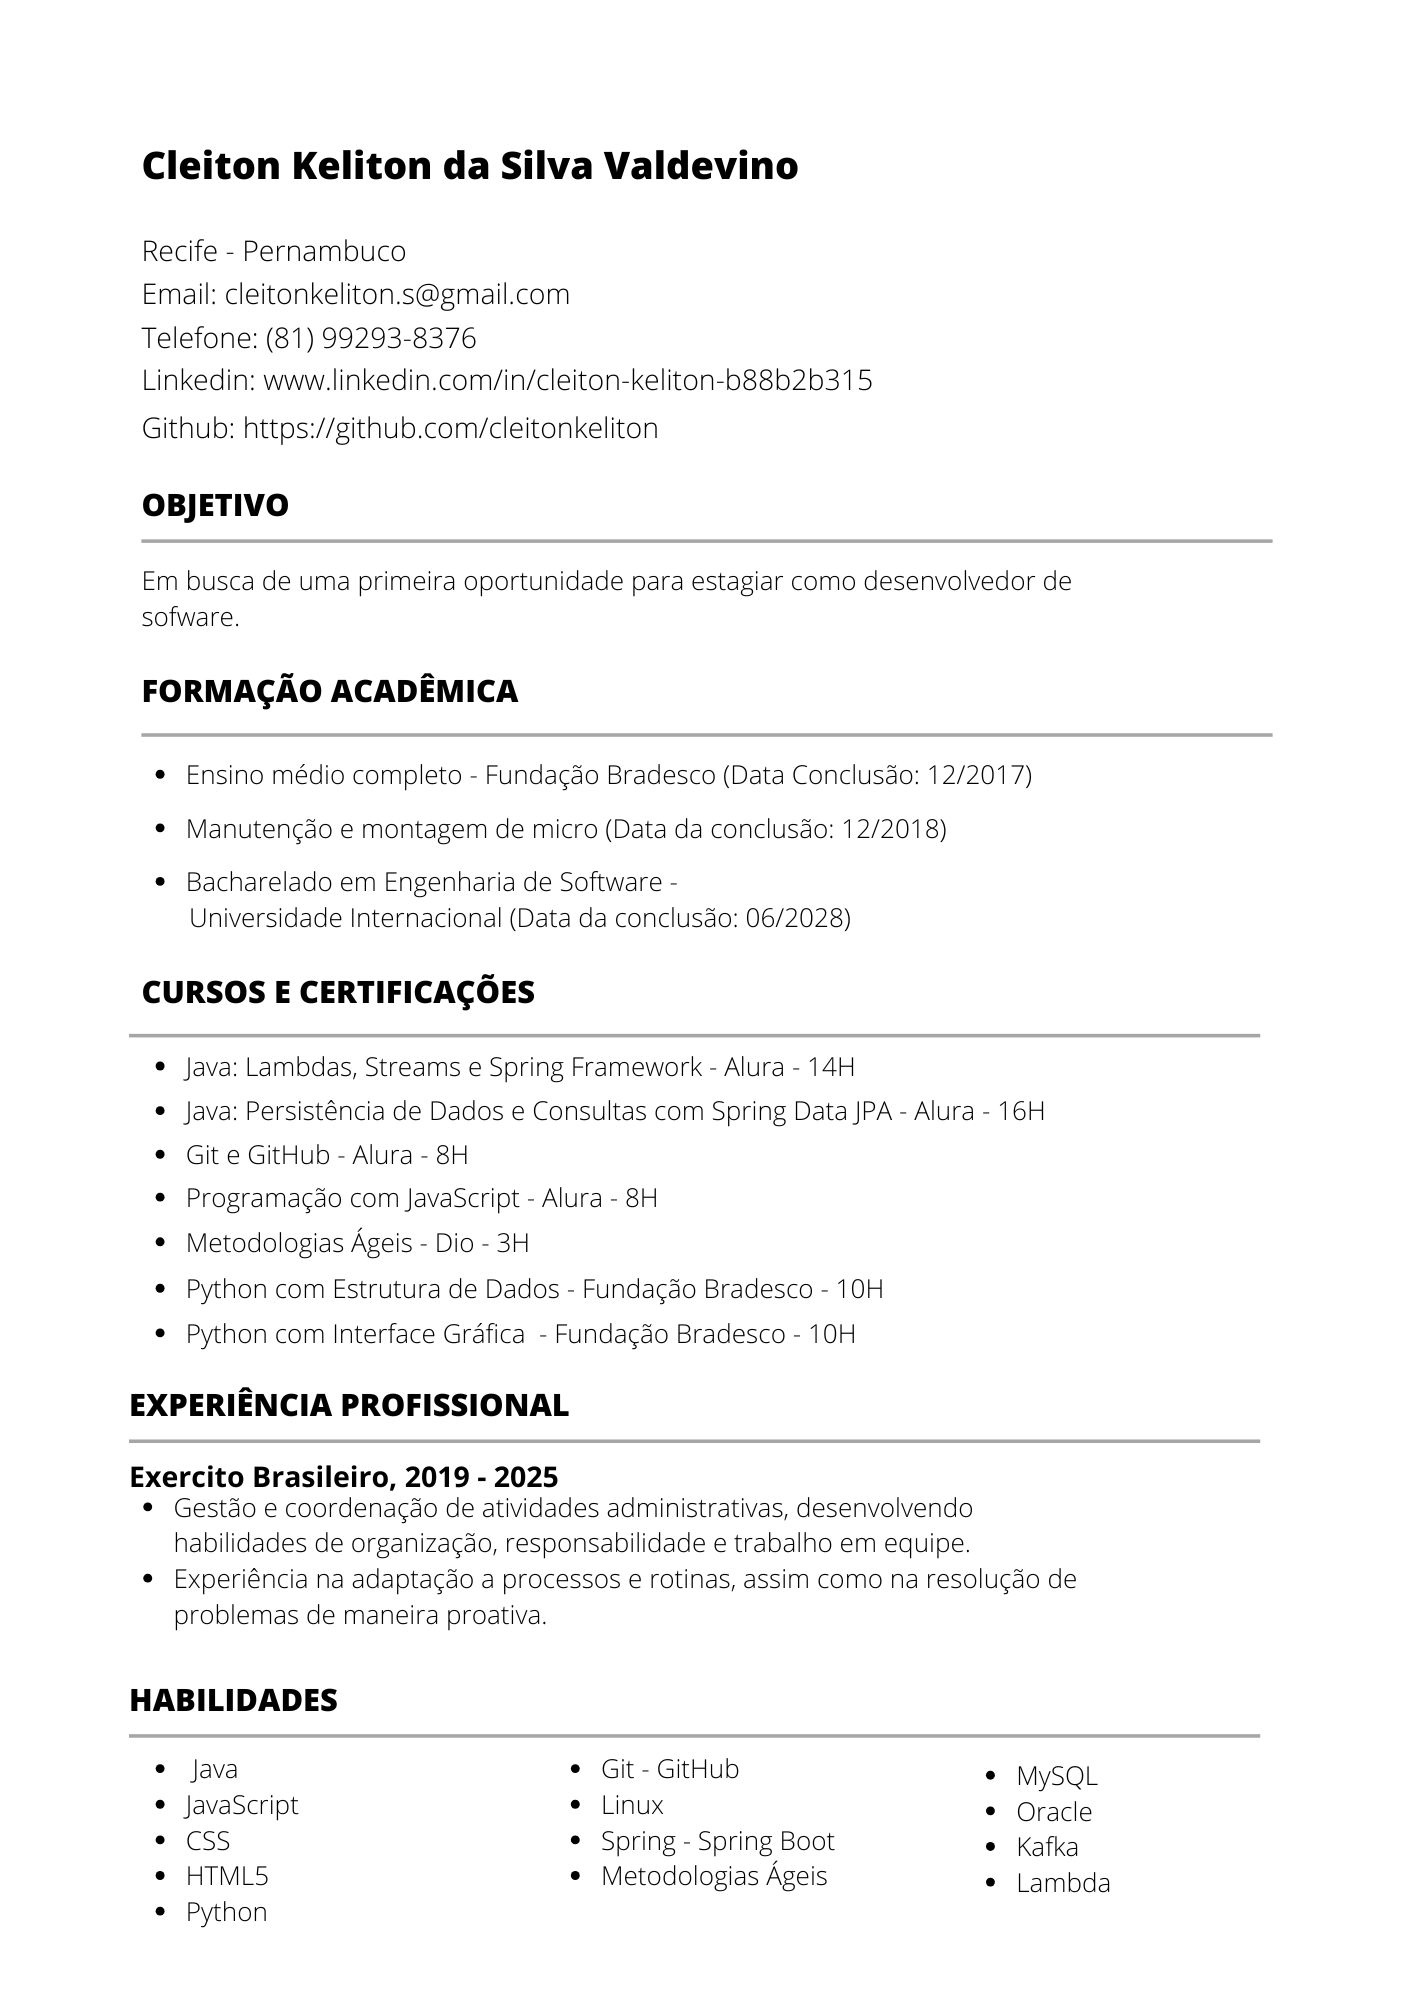 Cleiton Keliton da Silva Valdevino
Recife - Pernambuco
Email: cleitonkeliton.s@gmail.com
Telefone: (81) 99293-8376
Linkedin: www.linkedin.com/in/cleiton-keliton-b88b2b315
Github: https://github.com/cleitonkeliton
OBJETIVO
Em busca de uma primeira oportunidade para estagiar como desenvolvedor de
sofware.
FORMAÇÃO ACADÊMICA
• Ensino médio completo - Fundação Bradesco (Data Conclusão: 12/2017)
• Manutenção e montagem de micro (Data da conclusão: 12/2018)
• Bacharelado em Engenharia de Software -
Universidade Internacional (Data da conclusão: 06/2028)
CURSOS E CERTIFICAÇÕES
• Java: Lambdas, Streams e Spring Framework - Alura - 14H
• Java: Persistência de Dados e Consultas com Spring Data JPA - Alura - 16H
• Git e GitHub - Alura - 8H
• Programação com JavaScript - Alura - 8H
• Metodologias Ágeis - Dio - 3H
• Python com Estrutura de Dados - Fundação Bradesco - 10H
• Python com Interface Gráfica - Fundação Bradesco - 10H
EXPERIÊNCIA PROFISSIONAL
Exercito Brasileiro, 2019 - 2025
• Gestão e coordenação de atividades administrativas, desenvolvendo
habilidades de organização, responsabilidade e trabalho em equipe.
• Experiência na adaptação a processos e rotinas, assim como na resolução de
problemas de maneira proativa.
HABILIDADES
• Java
• JavaScript
• CSS
• HTML5
• Python
• Git - GitHub
• Linux
• Spring - Spring Boot
• Metodologias Ágeis
• MySQL
• Oracle
• Kafka
• Lambda